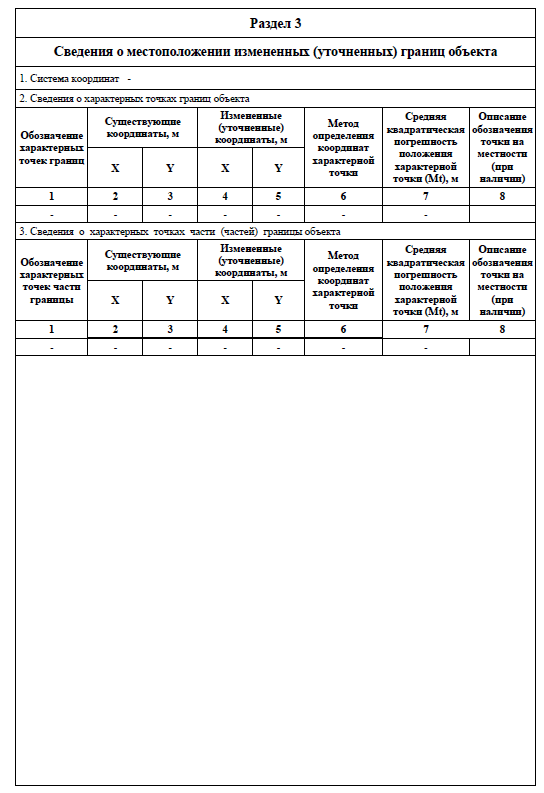 Раздел 3
Сведения о местоположении измененных (уточненных) границ объекта
1. Система координат -
2. Сведения о характерных точках границ объекта
Обозначение характерных точек границ
Существующие координаты, м
Измененные (уточненные) координаты, м
Метод определения координат характерной точки
Средняя квадратическая погрешность положения характерной точки (Mt), м
Описание обозначения точки на местности (при наличии)
X Y X Y
1 2 3 4 5 6 7 8
- - - - - - -
3. Сведения о характерных точках части (частей) границы объекта
Обозначение характерных точек части границы
Существующие координаты, м
Измененные (уточненные) координаты, м
Метод определения координат характерной точки
Средняя квадратическая погрешность положения характерной точки (Mt), м
Описание обозначения точки на местности (при наличии)
X Y X Y
1 2 3 4 5 6 7 8
- - - - - - -